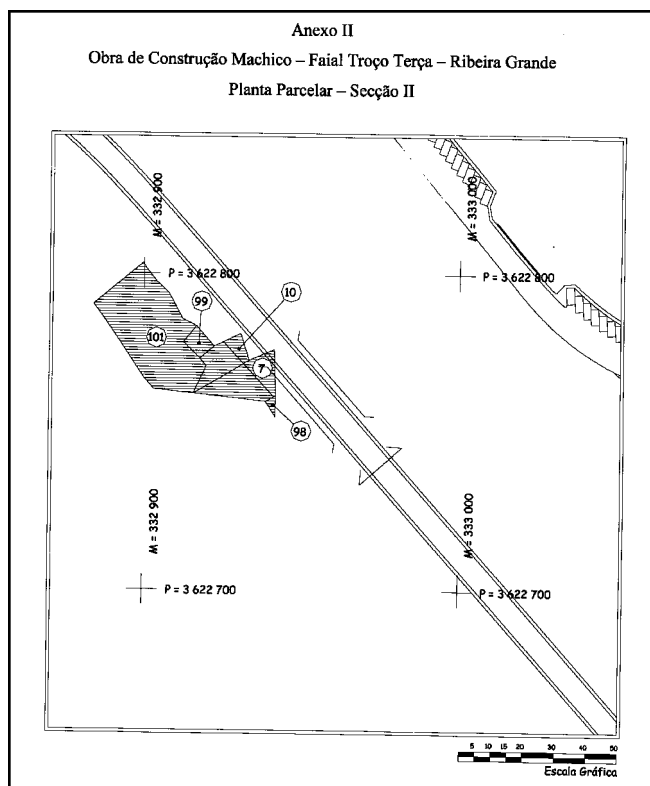 Anexo II
Obra de Construção Machico – Faial Troço Terça – Ribeira Grande
Planta Parcelar – Secção II
M = 332 900
M = 333 000
P = 3 622 800
P = 3 622 800
10
99
101
7
98
M = 332 900
M = 333 000
P = 3 622 700
P = 3 622 700
5 10 15 20 30 40 50
Escala Gráfica